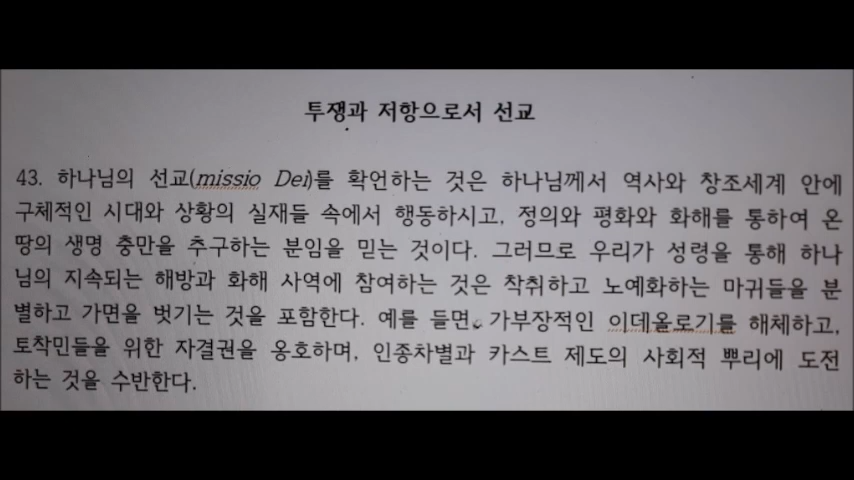 투쟁과 저항으로서 선교
43. 하나님의 선교(missio Dei)를 확언하는 것은 하나님께서 역사와 창조세계 안에
구체적인 시대와 상황의 실재들 속에서 행동하시고, 정의와 평화와 화해를 통하여 온
땅의 생명 충만을 추구하는 분임을 믿는 것이다. 그러므로 우리가 성령을 통해 하나
님의 지속되는 해방과 화해 사역에 참여하는 것은 착취하고 노예화하는 마귀들을 분
별하고 가면을 벗기는 것을 포함한다. 예를 들면, 가부장적인 이데올로기를 해체하고,
토착민들을 위한 자결권을 옹호하며, 인종차별과 카스트 제도의 사회적 뿌리에 도전
하는 것을 수반한다.